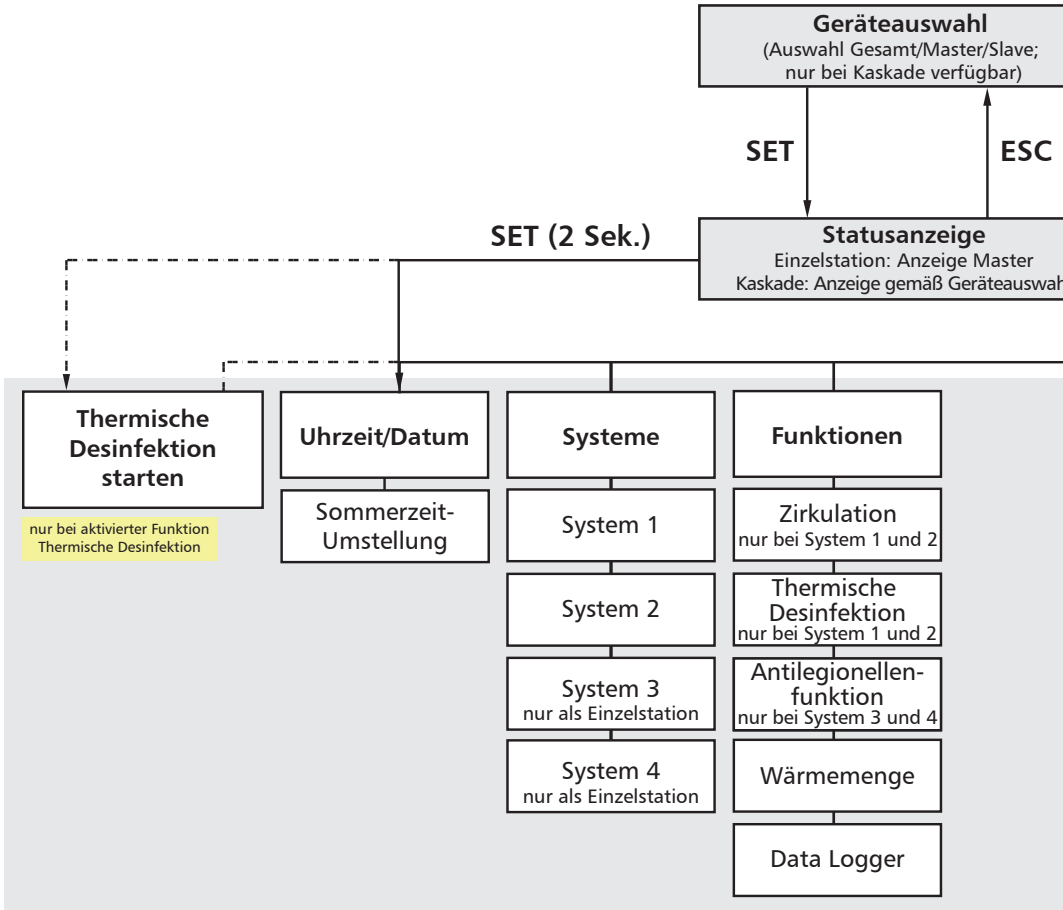 Geräteauswahl
(Auswahl Gesamt/Master/Slave;
nur bei Kaskade verfügbar)
SET
ESC
SET (2 Sek.)
Statusanzeige
Einzelstation: Anzeige Master
Kaskade: Anzeige gemäß Geräteauswah
Thermische
Desinfektion
starten
nur bei aktivierter Funktion
Thermische Desinfektion
Uhrzeit/Datum
Sommerzeit-
Umstellung
Systeme
System 1
System 2
System 3
nur als Einzelstation
System 4
nur als Einzelstation
Funktionen
Zirkulation
nur bei System 1 und 2
Thermische
Desinfektion
nur bei System 1 und 2
Antilegionellen-
funktion
nur bei System 3 und 4
Wärmemenge
Data Logger